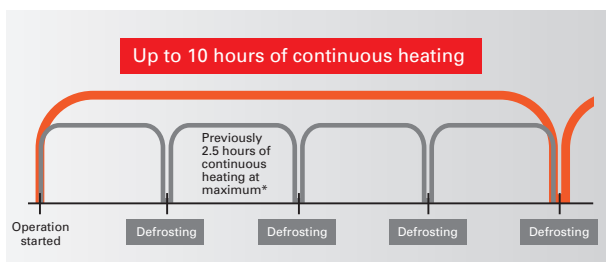 Up to 10 hours of continuous heating
Previously
2.5 hours of
continuous
heating at
maximum*
Operation
started
Defrosting
Defrosting
Defrosting
Defrosting